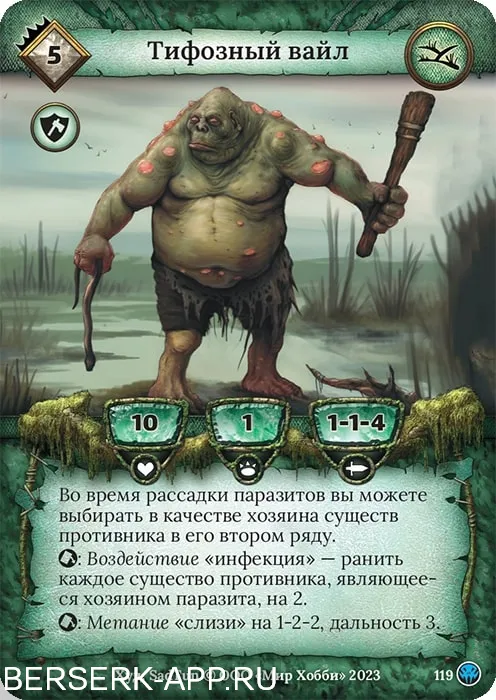 5
Тифозный вайл
10
1
1-1-4
Во время рассадки паразитов вы можете
выбирать в качестве хозяина существ
противника в его втором ряду.
: Воздействие «инфекция» — ранить
каждое существо противника, являющее-
ся хозяином паразита, на 2.
: Метание «слизи» на 1-2-2, дальность 3.
© ООО «Мир Хобби» 2023
119
BERSERK-APP.РУ